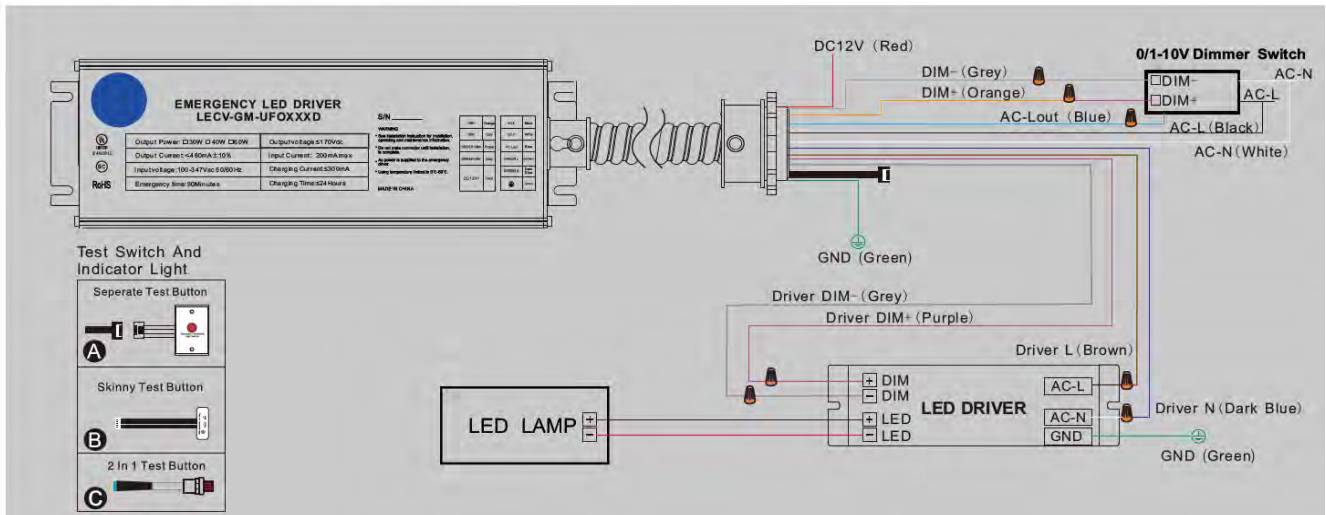 EMERGENCY LED DRIVER
LECV-GM-UFOXXXD
Output Power: □30W □40W □60W
Output voltage≤170Vdc
Output Current:<460mA±10%
Input Current: 200mAmax
Input voltage:100-347Vac 50/60Hz
Charging Current≤300mA
Emergency time:90Minutes
Charging Time:≤24 Hours
RoHS
S/N
WARNING
MADE IN CHINA
DC12V (Red)
DIM- (Grey)
DIM+ (Orange)
AC-Lout (Blue)
0/1-10V Dimmer Switch
DIM-
DIM+
AC-N
AC-L
AC-L(Black)
AC-N(White)
GND (Green)
Test Switch And
Indicator Light
Seperate Test Button
A
Skinny Test Button
B
2 In 1 Test Button
C
Driver DIM-(Grey)
Driver DIM+(Purple)
Driver L(Brown)
LED LAMP
+
-
+ DIM
- DIM
+ LED
- LED
LED DRIVER
AC-L
AC-N
GND
Driver N(Dark Blue)
GND (Green)